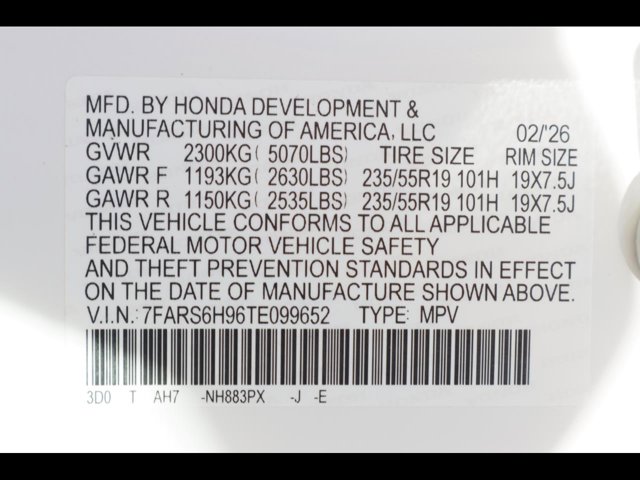 MFD. BY HONDA DEVELOPMENT &
MANUFACTURING OF AMERICA, LLC 02/'26
GVWR 2300KG( 5070LBS) TIRE SIZE RIM SIZE
GAWR F 1193KG( 2630LBS) 235/55R19 101H 19X7.5J
GAWR R 1150KG( 2535LBS) 235/55R19 101H 19X7.5J
THIS VEHICLE CONFORMS TO ALL APPLICABLE
FEDERAL MOTOR VEHICLE SAFETY
AND THEFT PREVENTION STANDARDS IN EFFECT
ON THE DATE OF MANUFACTURE SHOWN ABOVE.
V.I.N.: 7FARS6H96TE099652 TYPE: MPV
3D0 T AH7 -NH883PX -J -E